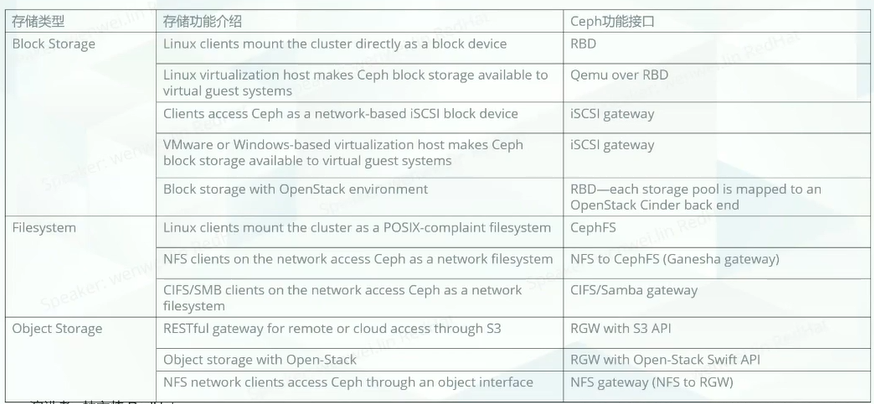 存储类型 存储功能介绍 Ceph功能接口
Block Storage Linux clients mount the cluster directly as a block device RBD
Linux virtualization host makes Ceph block storage available to Qemu over RBD
virtual guest systems
Clients access Ceph as a network-based iSCSI block device iSCSI gateway
VMware or Windows-based virtualization host makes Ceph iSCSI gateway
block storage available to virtual guest systems
Block storage with OpenStack environment RBD—each storage pool is mapped to an
OpenStack Cinder back end
Filesystem Linux clients mount the cluster as a POSIX-complaint filesystem CephFS
NFS clients on the network access Ceph as a network filesystem NFS to CephFS (Ganesha gateway)
CIFS/SMB clients on the network access Ceph as a network CIFS/Samba gateway
filesystem
Object Storage RESTful gateway for remote or cloud access through S3 RGW with S3 API
Object storage with Open-Stack RGW with Open-Stack Swift API
NFS network clients access Ceph through an object interface NFS gateway (NFS to RGW)